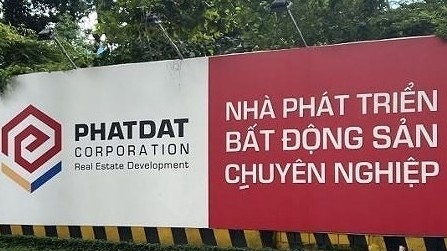 PHATDAT
CORPORATION
Real Estate Development
NHÀ PHÁT TRIỂN
BẤT ĐỘNG SẢN
CHUYÊN NGHIỆP